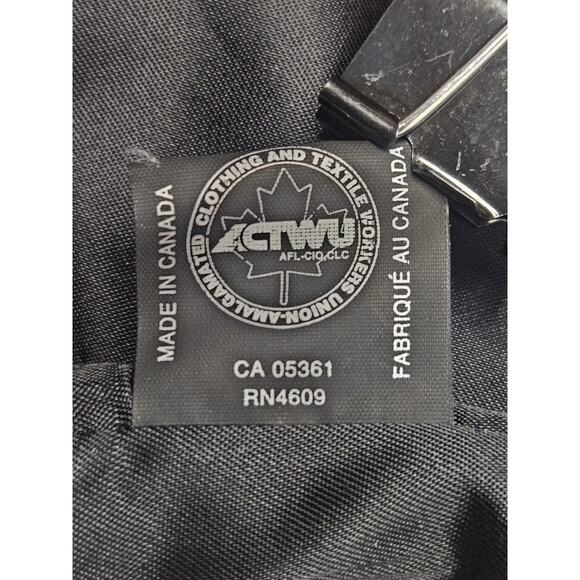 MADE IN CANADA
CLOTHING AND TEXTILE WORKERS UNION-AMALGAMATED
ACTWU
AFL-CIO,CLC
FABRIQUÉ AU CANADA
CA 05361
RN4609